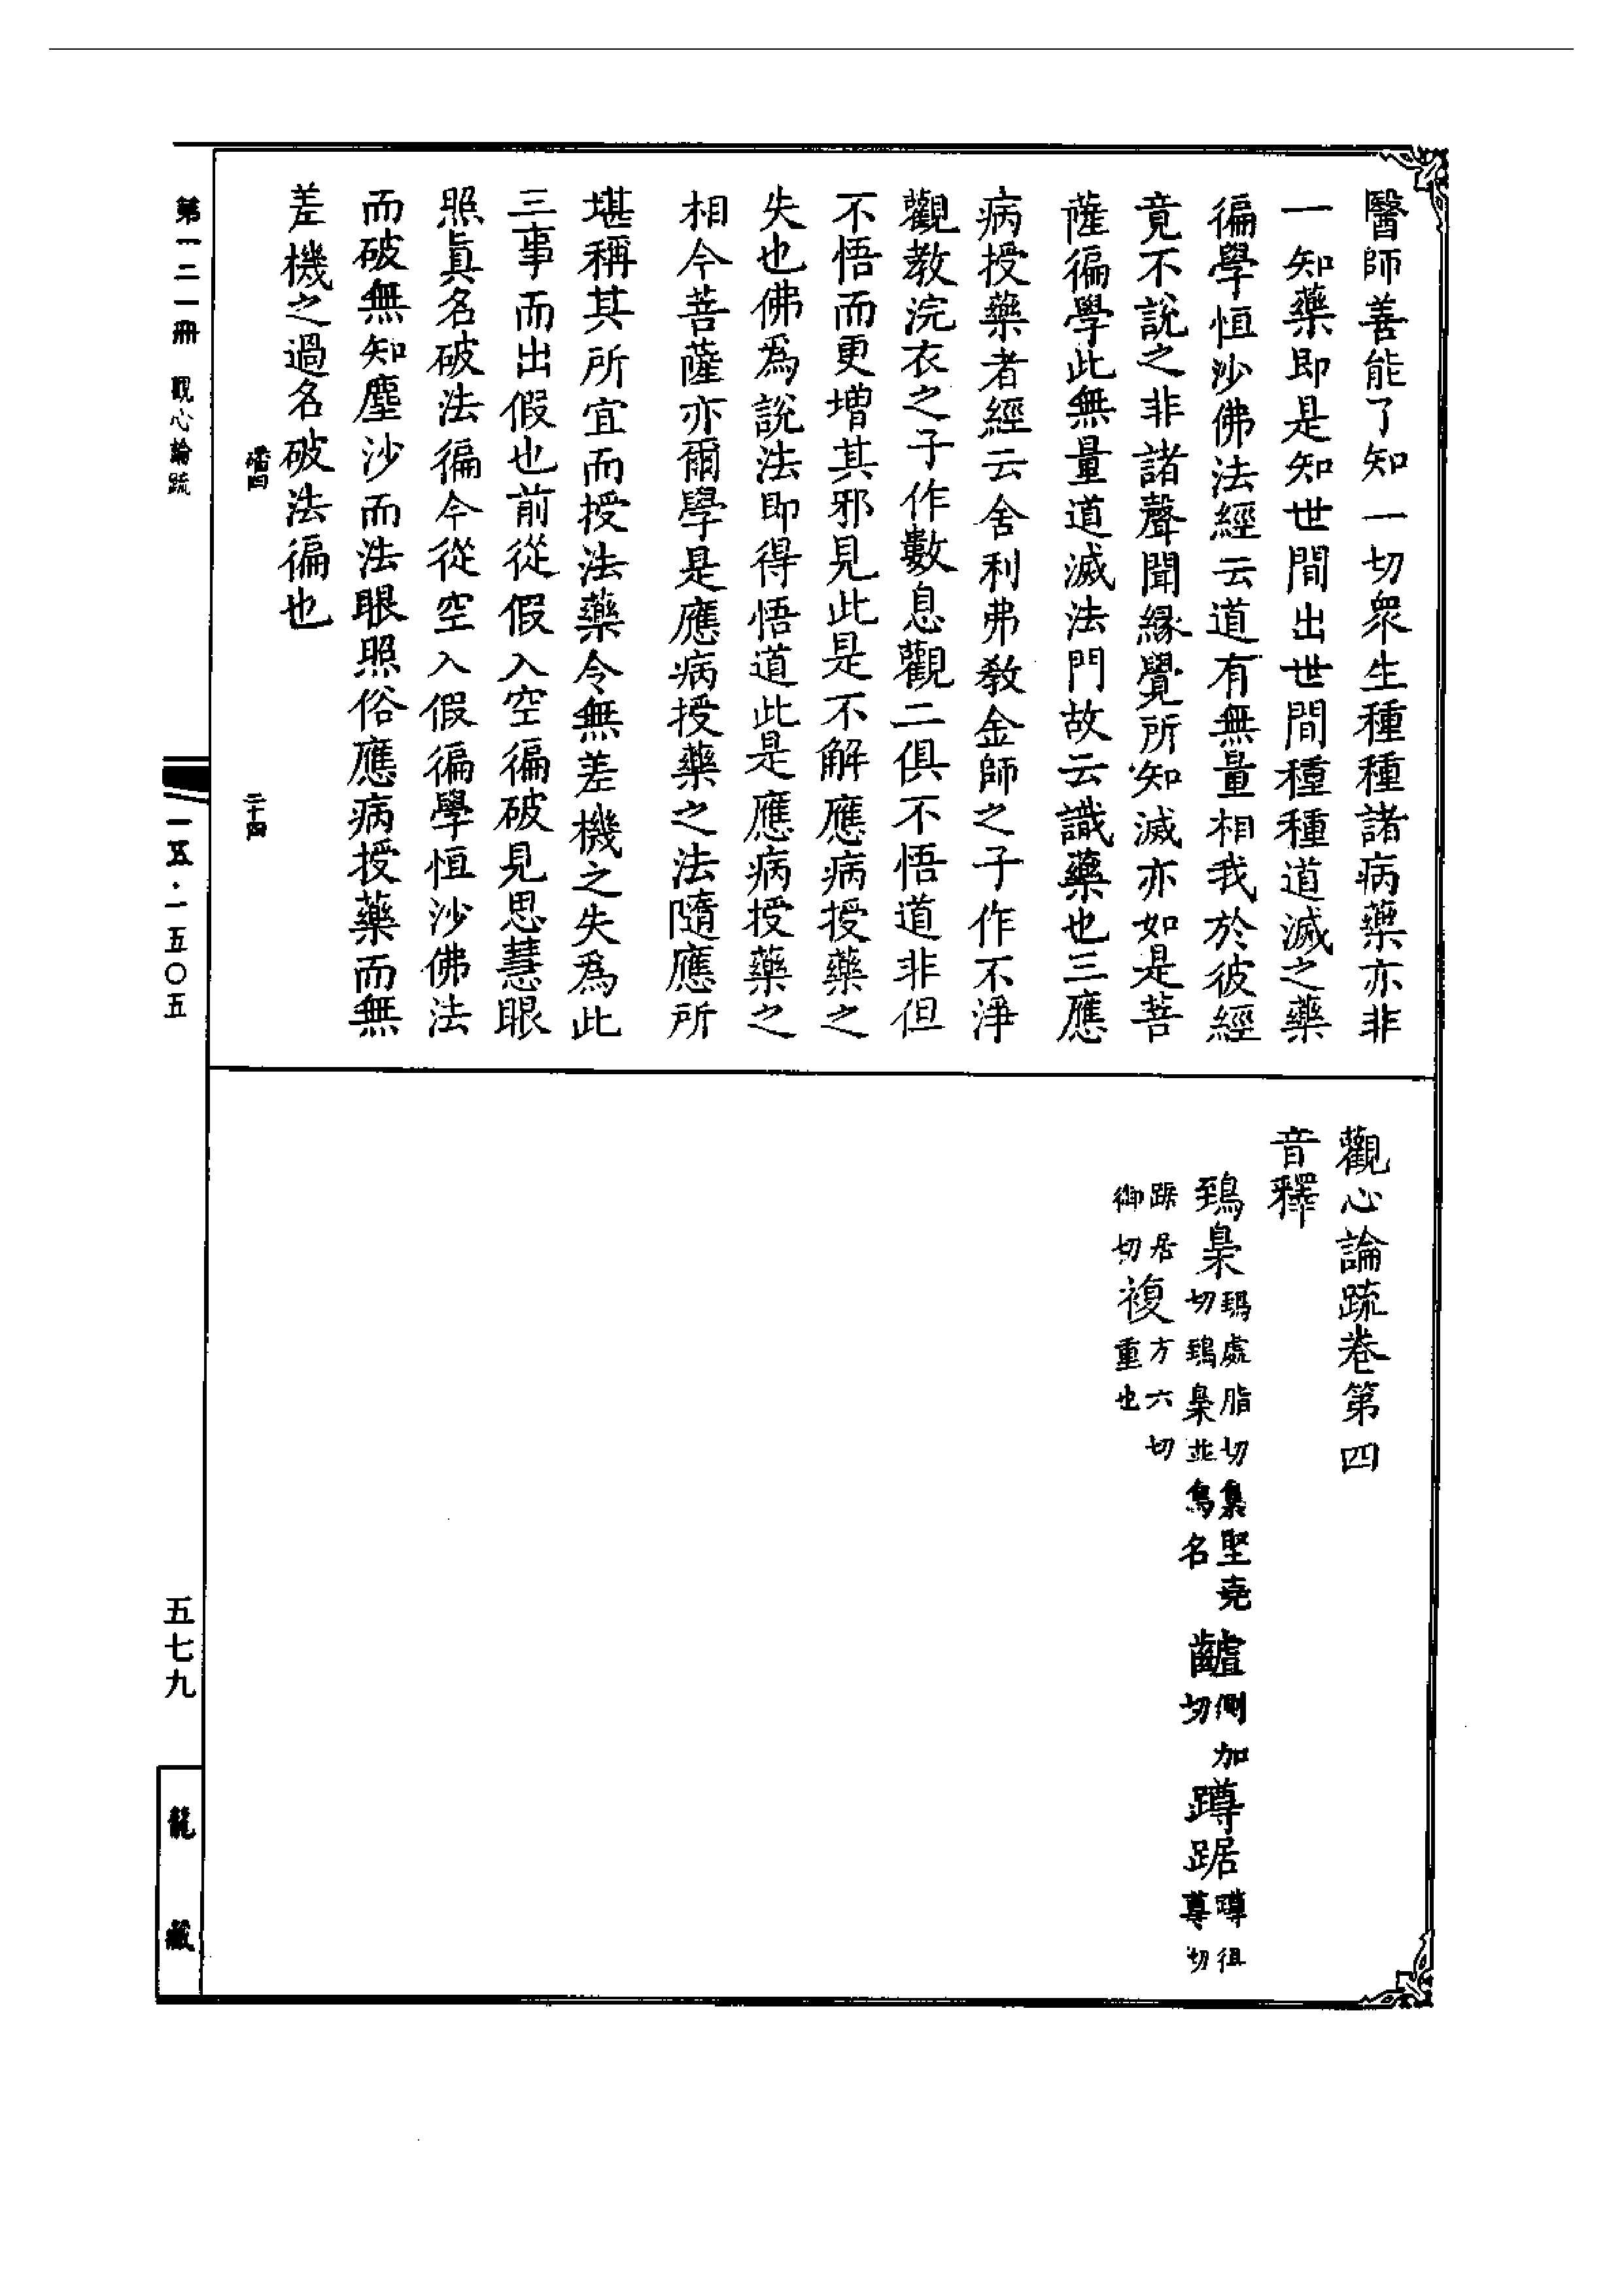 醫師善能了知一切衆生種種諸病藥亦非
一知藥即是知世間出世間種種道滅之藥
徧學恒沙佛法經云道有無量相我於彼經
竟不說之非諸聲聞緣覺所知滅亦如是菩
薩徧學此無量道滅法門故云識藥也三應
病授藥者經云舍利弗教金師之子作不淨
觀教浣衣之子作數息觀二俱不悟道非但
不悟而更增其邪見此是不解應病授藥之
失也佛爲說法即得悟道此是應病授藥之
相今菩薩亦爾學是應病授藥之法隨應所
堪稱其所宜而授法藥令無差機之失爲此
三事而出假也前從假入空徧破見思慧眼
照眞名破法徧今從空入假徧學恒沙佛法
而破無知塵沙而法眼照俗應病授藥而無
差機之過名破法徧也
二十四
觀心論疏卷第四
音釋
鵄梟鵄處脂切梟堅堯切鵄梟並鳥名 齇側加切 蹲踞蹲徂尊切
踞居御切 複方六切重也
第一二一册 觀心論疏
一五·一五〇五
五七九
龍藏